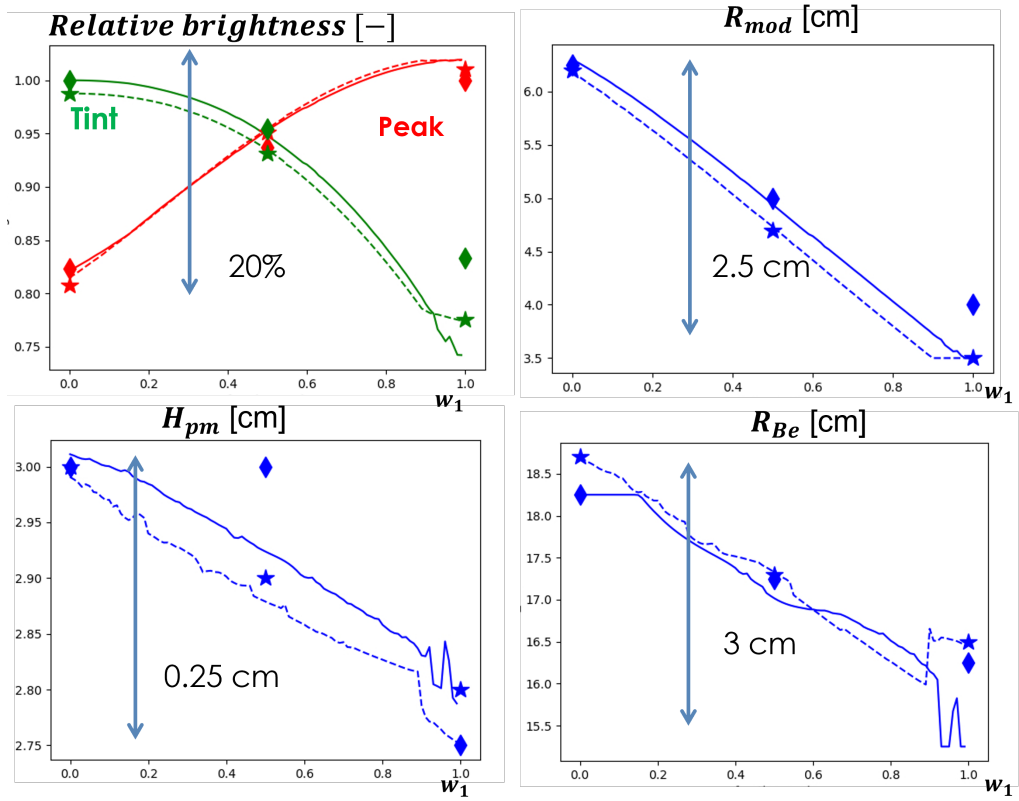 Relative brightness [−]
1.00
0.95
0.90
0.85
0.80
0.75
Tint
Peak
20%
0.0 0.2 0.4 0.6 0.8 1.0
w₁
R_mod [cm]
6.0
5.5
5.0
4.5
4.0
3.5
2.5 cm
0.0 0.2 0.4 0.6 0.8 1.0
w₁
H_pm [cm]
3.00
2.95
2.90
2.85
2.80
2.75
0.25 cm
0.0 0.2 0.4 0.6 0.8 1.0
w₁
R_Be [cm]
18.5
18.0
17.5
17.0
16.5
16.0
15.5
3 cm
0.0 0.2 0.4 0.6 0.8 1.0
w₁